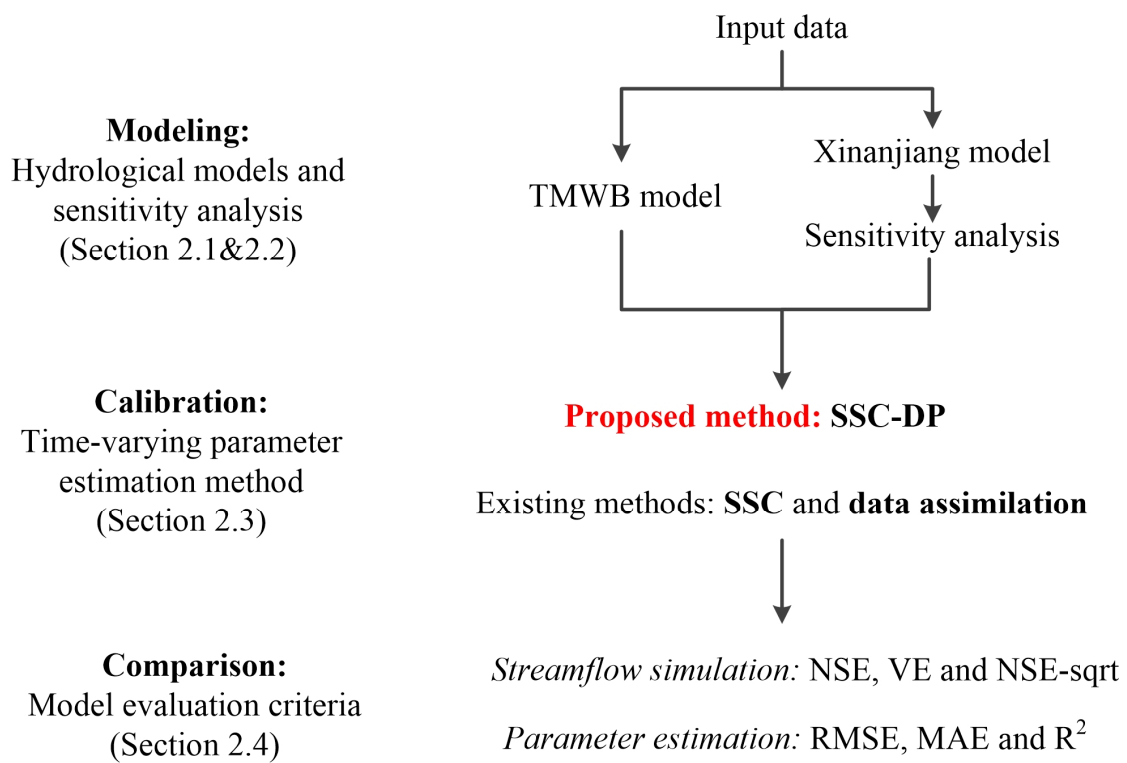 Input data
Modeling:
Hydrological models and
sensitivity analysis
(Section 2.1&2.2)
TMWB model
Xinanjiang model
Sensitivity analysis
Calibration:
Time-varying parameter
estimation method
(Section 2.3)
Proposed method: SSC-DP
Existing methods: SSC and data assimilation
Comparison:
Model evaluation criteria
(Section 2.4)
Streamflow simulation: NSE, VE and NSE-sqrt
Parameter estimation: RMSE, MAE and R²